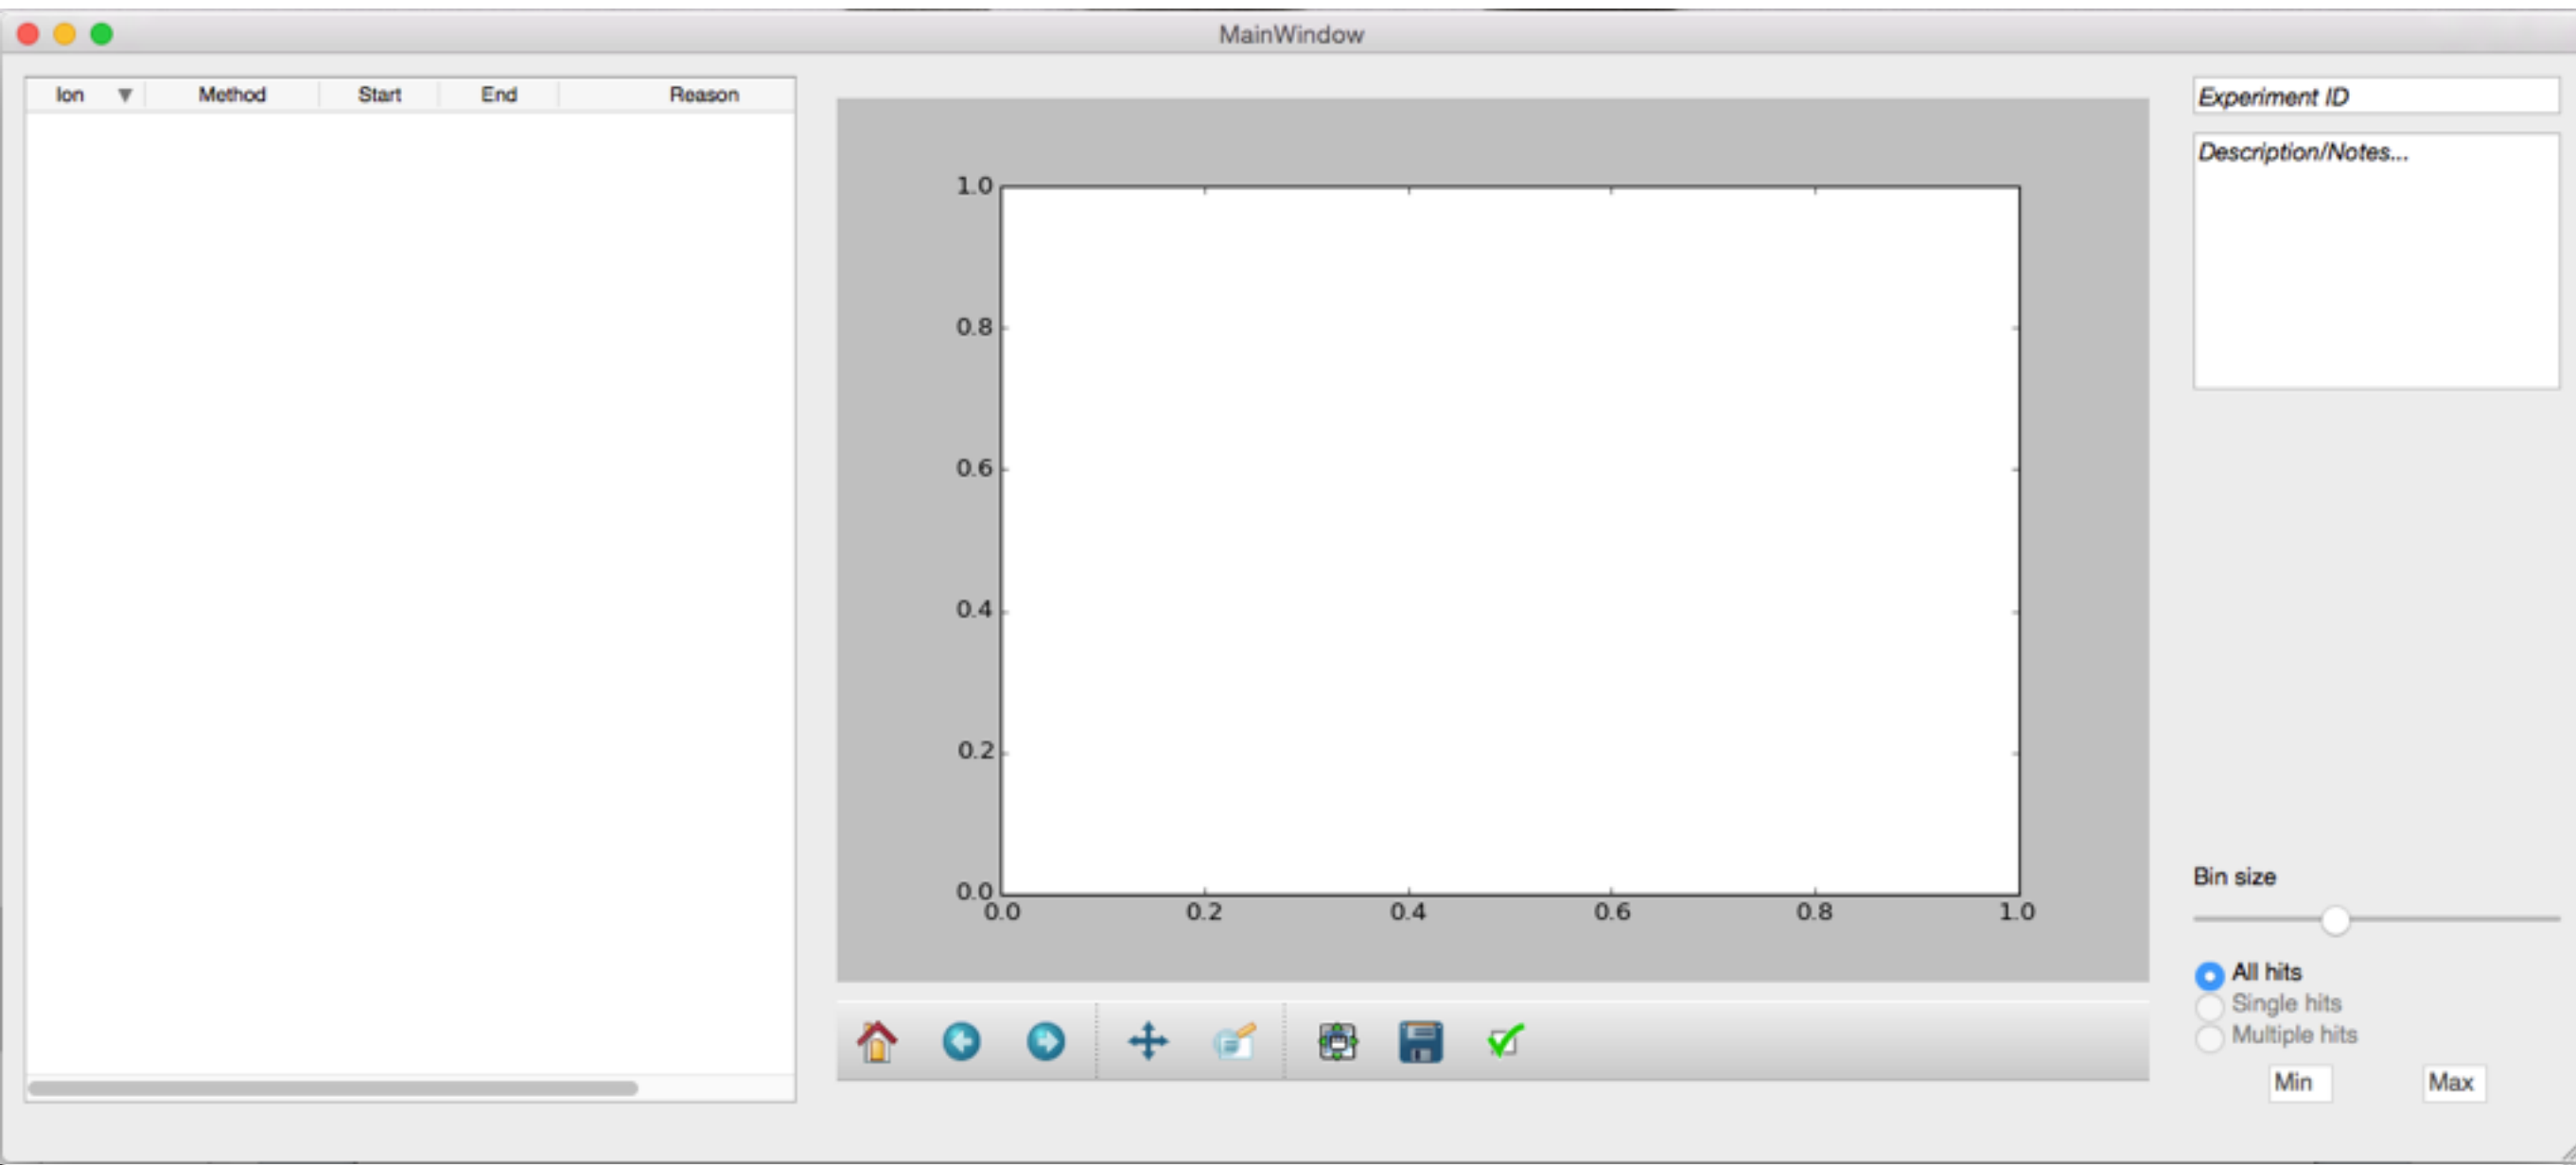 MainWindow
Ion Method Start End Reason
1.0
0.8
0.6
0.4
0.2
0.0
0.0 0.2 0.4 0.6 0.8 1.0
Experiment ID
Description/Notes...
Bin size
All hits
Single hits
Multiple hits
Min Max